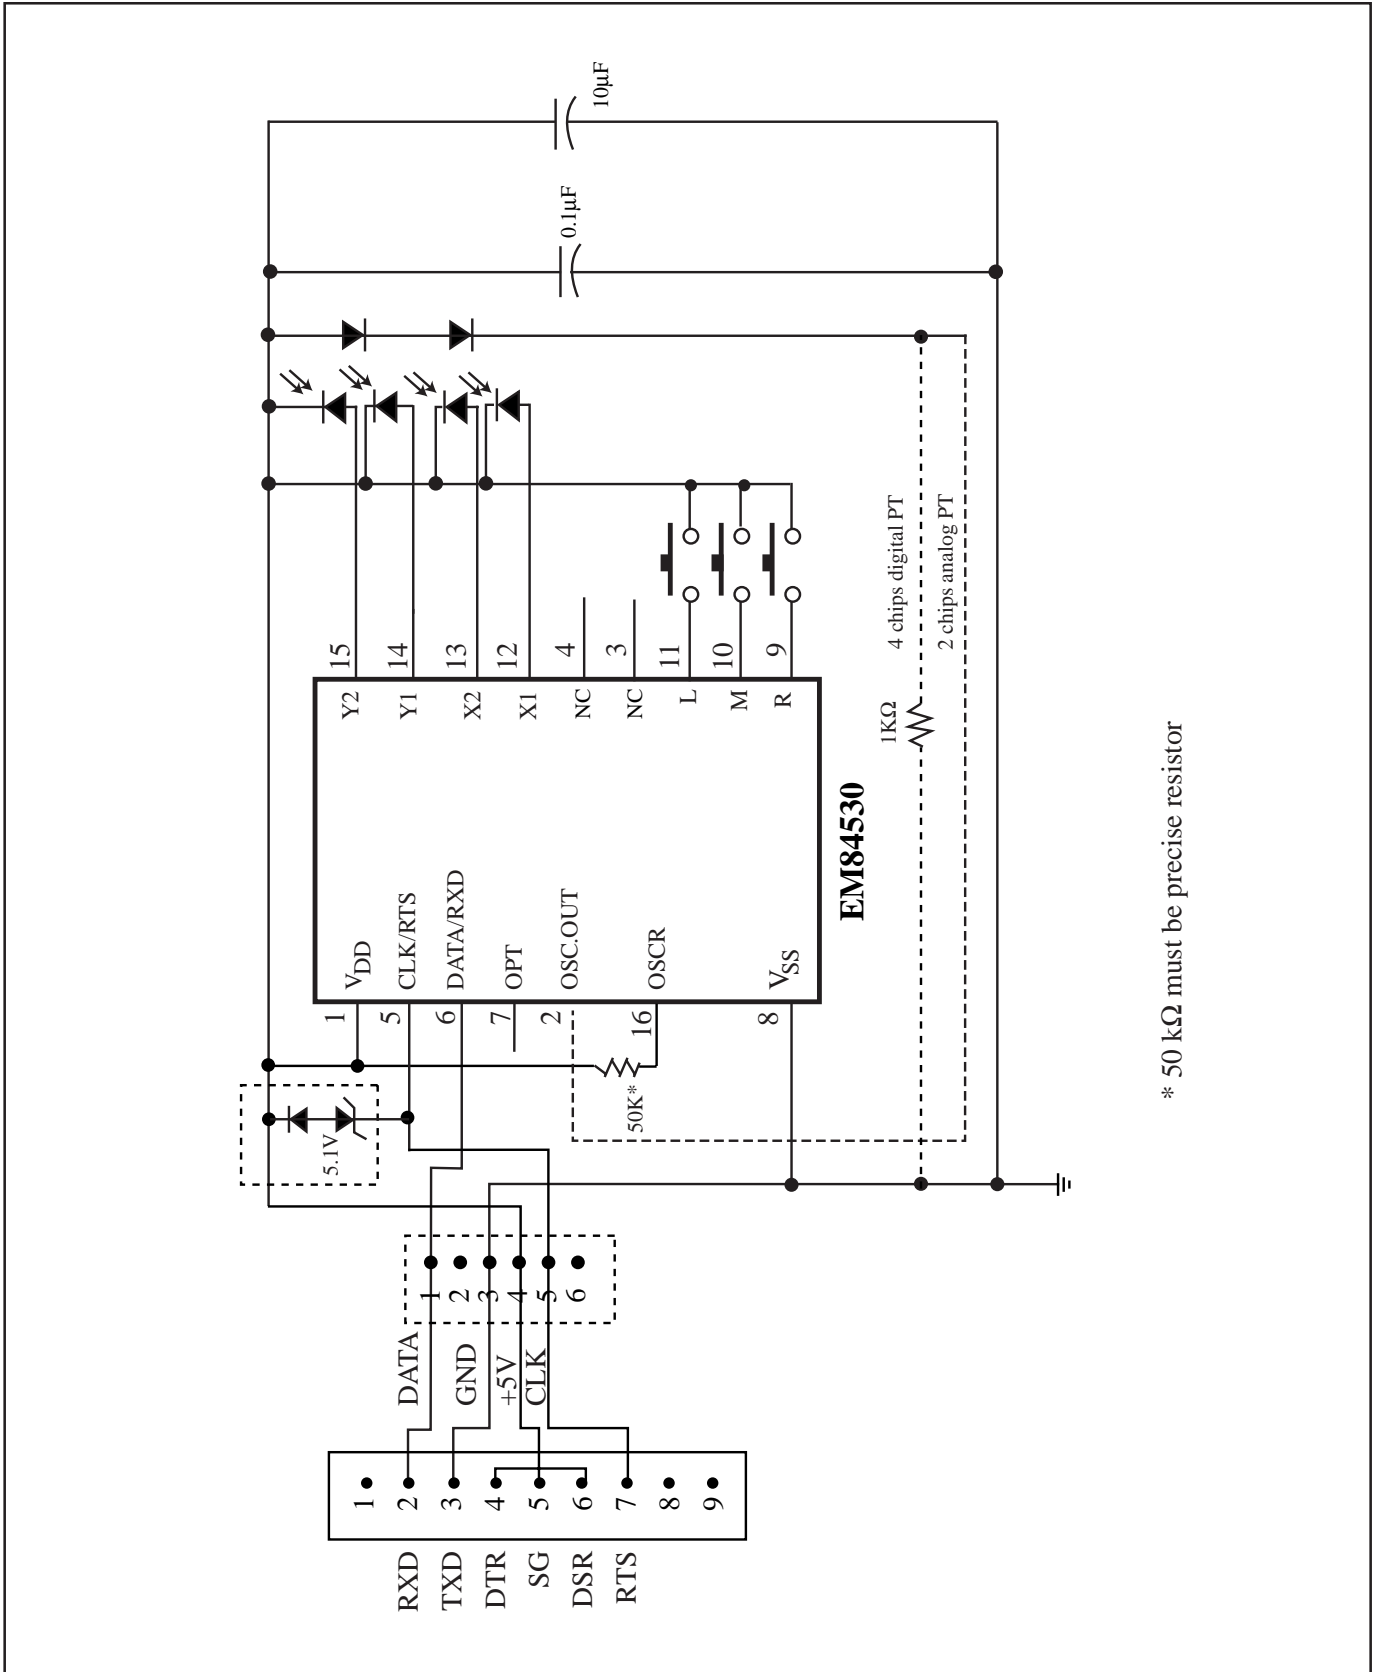 10µF
0.1µF
15
14
13
12
4
3
11
10
9
Y2
Y1
X2
X1
NC
NC
L
M
R
4 chips digital PT
2 chips analog PT
1KΩ
EM84530
VDD
CLK/RTS
DATA/RXD
OPT
OSC.OUT
OSCR
VSS
1
5
6
7
2
16
8
50K*
5.1V
1
2
3
4
5
6
DATA
GND
+5V
CLK
1
2
3
4
5
6
7
8
9
RXD
TXD
DTR
SG
DSR
RTS
* 50 kΩ must be precise resistor